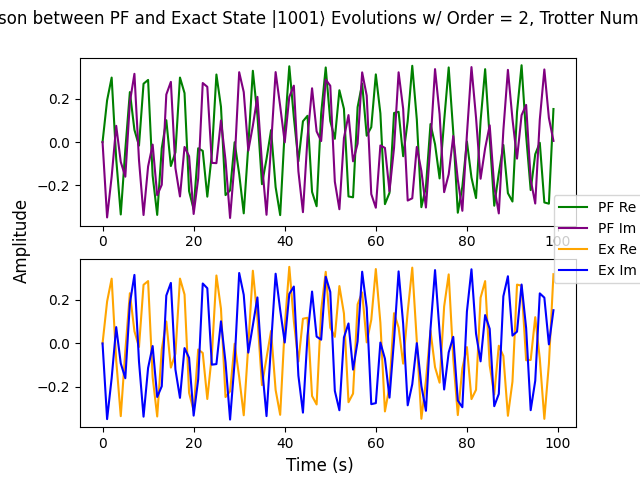 son between PF and Exact State |1001⟩ Evolutions w/ Order = 2, Trotter Num
0.2
0.0
−0.2
0 20 40 60 80 100
PF Re
PF Im
Ex Re
Ex Im
Amplitude
0.2
0.0
−0.2
0 20 40 60 80 100
Time (s)